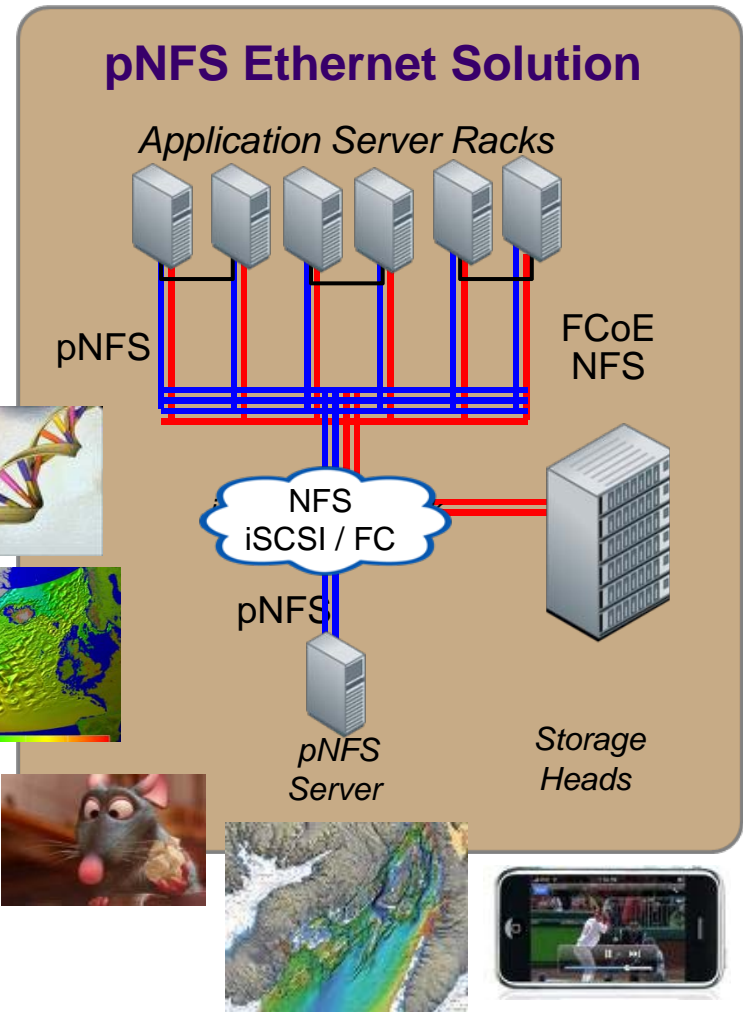 pNFS Ethernet Solution
Application Server Racks
pNFS
FCoE
NFS
NFS
iSCSI / FC
pNFS
pNFS
Server
Storage
Heads